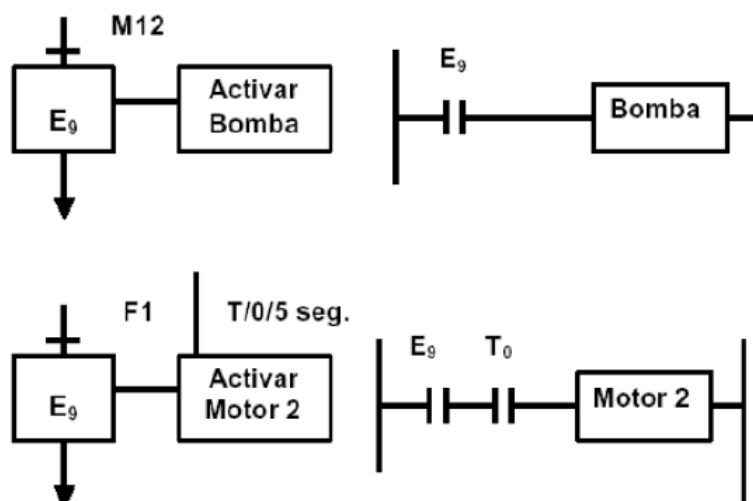 M12
E₉
Activar
Bomba
E₉
Bomba
F1
T/0/5 seg.
E₉
Activar
Motor 2
E₉ T₀
Motor 2